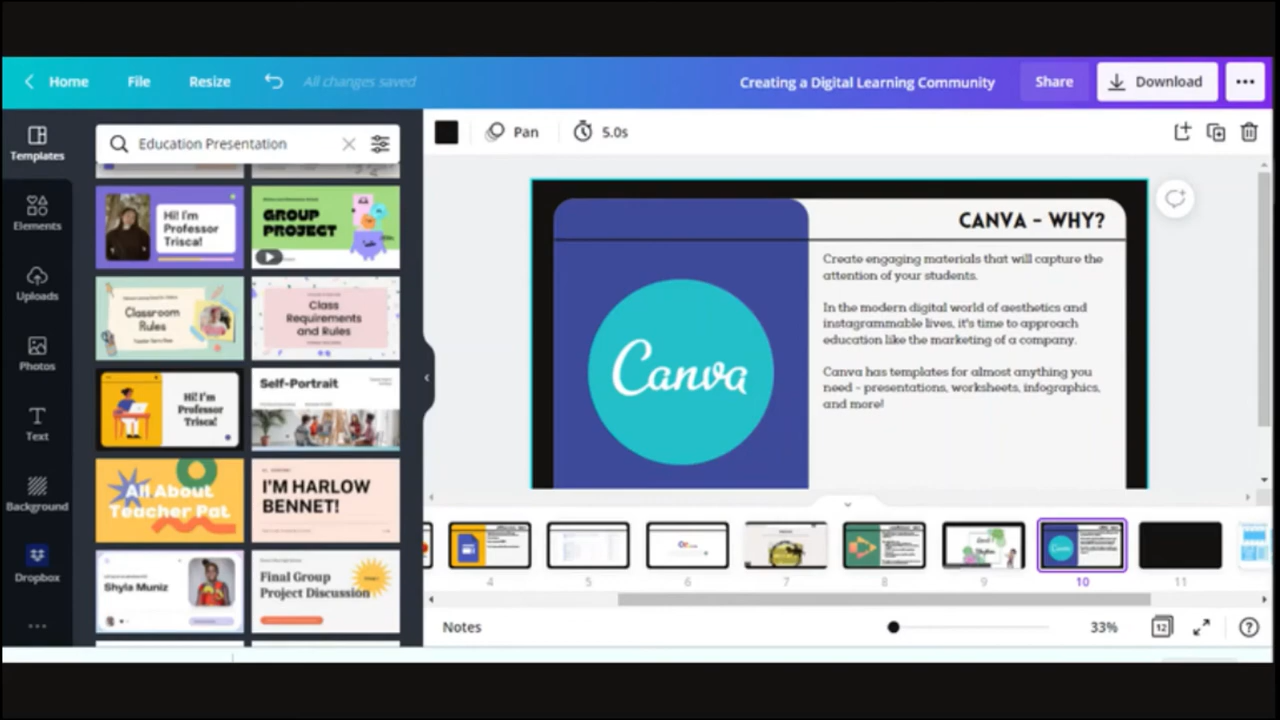 Home File Resize All changes saved Creating a Digital Learning Community Share Download
Templates
Elements
Uploads
Photos
Text
Background
Dropbox
Education Presentation
Hi! I'm
Professor
Trisca!
GROUP
PROJECT
Classroom
Rules
Class
Requirements
and Rules
Hi! I'm
Professor
Trisca!
Self-Portrait
All About
Teacher Pat
I'M HARLOW
BENNET!
Shyla Muniz
Final Group
Project Discussion
Pan 5.0s
CANVA - WHY?
Canva
Create engaging materials that will capture the
attention of your students.
In the modern digital world of aesthetics and
instagrammable lives, it's time to approach
education like the marketing of a company.
Canva has templates for almost anything you
need - presentations, worksheets, infographics,
and more!
4 5 6 7 8 9 10 11
Notes 33% 12